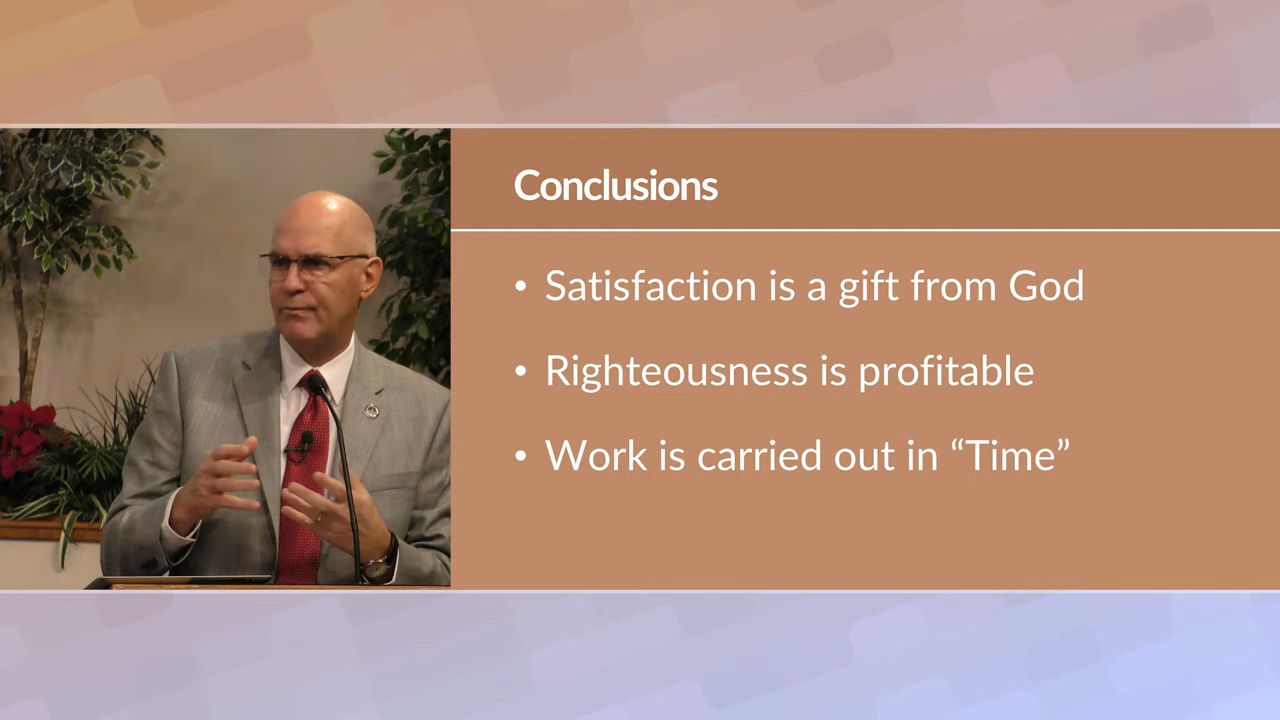 Conclusions
• Satisfaction is a gift from God
• Righteousness is profitable
• Work is carried out in “Time”